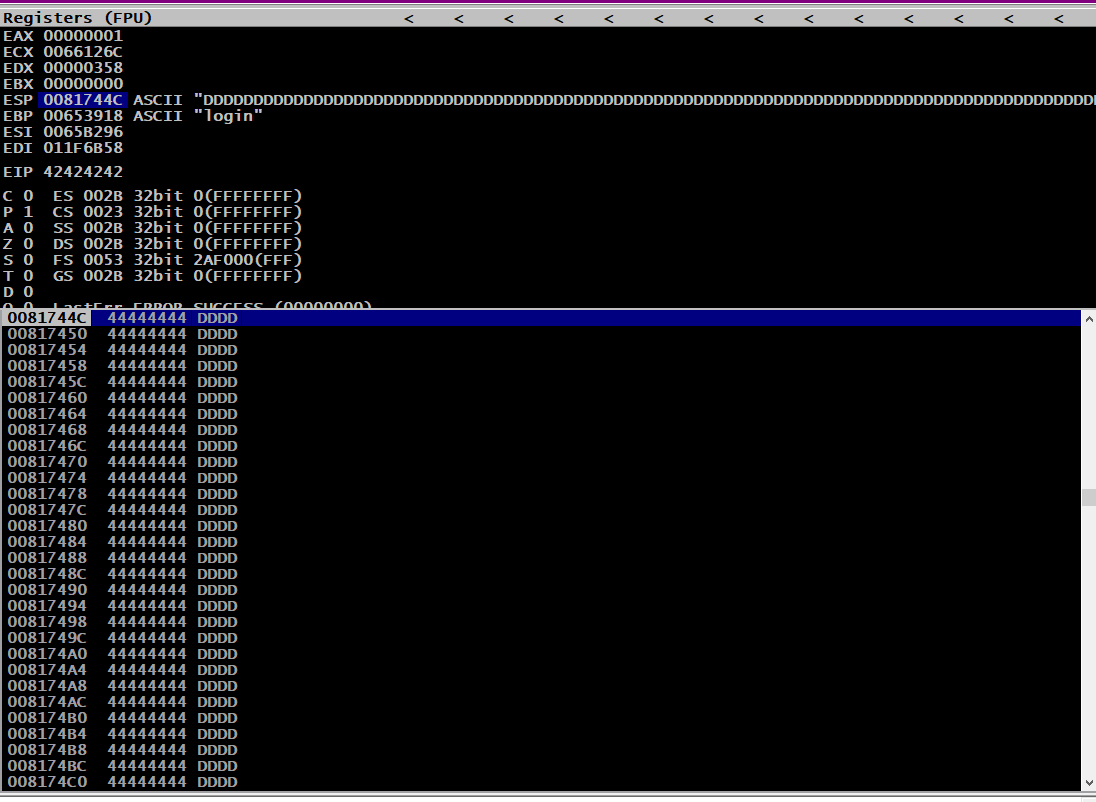 Registers (FPU) < < < < < < < < < < < < < <
EAX 00000001
ECX 0066126C
EDX 00000358
EBX 00000000
ESP 0081744C ASCII "DDDDDDDDDDDDDDDDDDDDDDDDDDDDDDDDDDDDDDDDDDDDDDDDDDDDDDDDDDDDDDDDDDDDDDDDDDDDDDDDDDDDDDDDDD
EBP 00653918 ASCII "login"
ESI 0065B296
EDI 011F6B58
EIP 42424242
C 0 ES 002B 32bit 0(FFFFFFFF)
P 1 CS 0023 32bit 0(FFFFFFFF)
A 0 SS 002B 32bit 0(FFFFFFFF)
Z 0 DS 002B 32bit 0(FFFFFFFF)
S 0 FS 0053 32bit 2AF000(FFF)
T 0 GS 002B 32bit 0(FFFFFFFF)
D 0
O 0 LastErr ERROR_SUCCESS (00000000)
0081744C 44444444 DDDD
00817450 44444444 DDDD
00817454 44444444 DDDD
00817458 44444444 DDDD
0081745C 44444444 DDDD
00817460 44444444 DDDD
00817464 44444444 DDDD
00817468 44444444 DDDD
0081746C 44444444 DDDD
00817470 44444444 DDDD
00817474 44444444 DDDD
00817478 44444444 DDDD
0081747C 44444444 DDDD
00817480 44444444 DDDD
00817484 44444444 DDDD
00817488 44444444 DDDD
0081748C 44444444 DDDD
00817490 44444444 DDDD
00817494 44444444 DDDD
00817498 44444444 DDDD
0081749C 44444444 DDDD
008174A0 44444444 DDDD
008174A4 44444444 DDDD
008174A8 44444444 DDDD
008174AC 44444444 DDDD
008174B0 44444444 DDDD
008174B4 44444444 DDDD
008174B8 44444444 DDDD
008174BC 44444444 DDDD
008174C0 44444444 DDDD